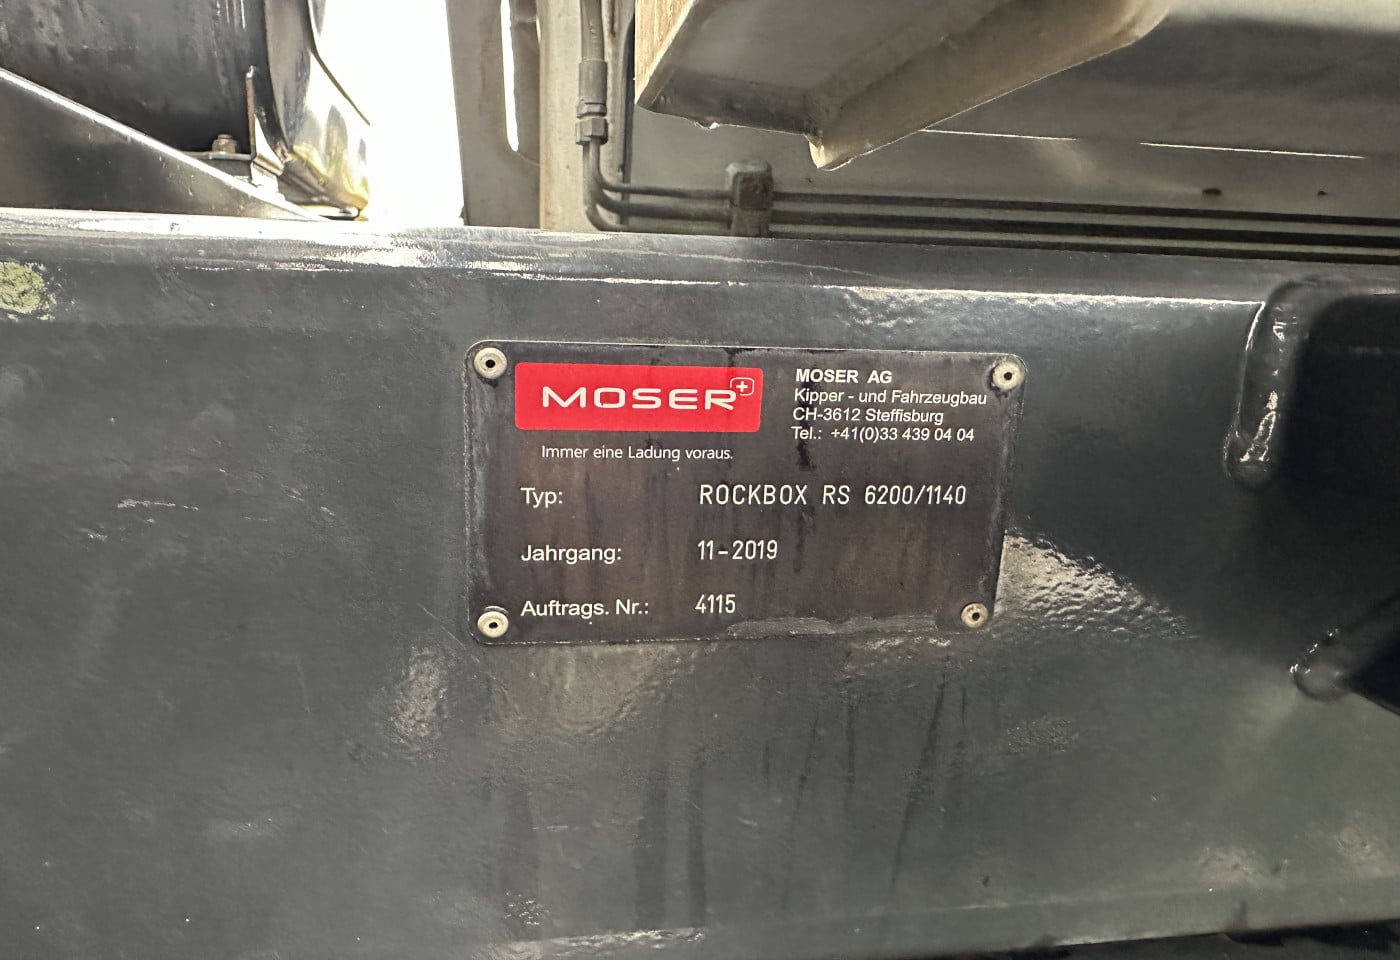 MOSER
MOSER AG
Kipper - und Fahrzeugbau
CH-3612 Steffisburg
Tel.: +41(0)33 439 04 04
Immer eine Ladung voraus.
Typ: ROCKBOX RS 6200/1140
Jahrgang: 11-2019
Auftrags. Nr.: 4115